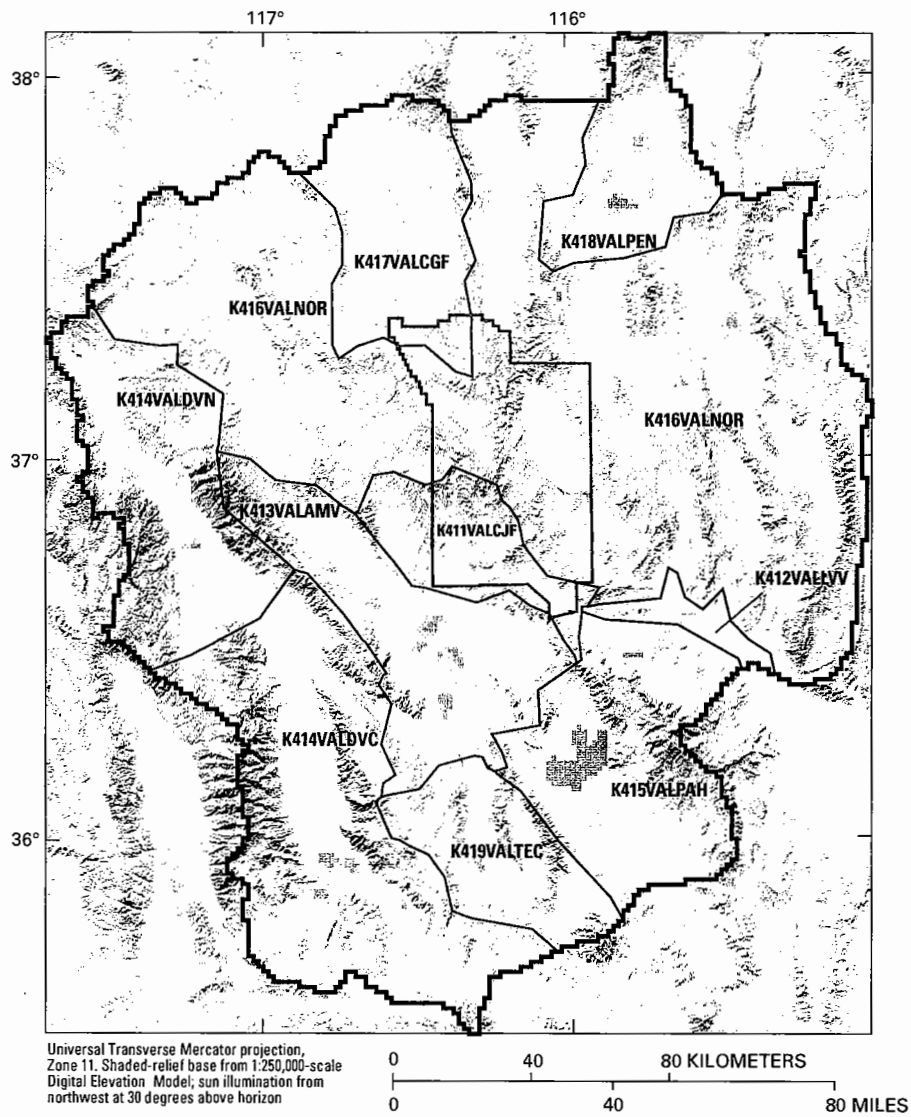 117°
116°
38°
K418VALPEN
K417VALCGF
K416VALNOR
K414VALDVN
K416VALNOR
37°
K413VALAMV
K411VALCJF
K412VALLVV
K414VALDVC
K415VALPAH
36°
K419VALTEC
Universal Transverse Mercator projection,
Zone 11. Shaded-relief base from 1:250,000-scale
Digital Elevation Model; sun illumination from
northwest at 30 degrees above horizon
0 40 80 KILOMETERS
0 40 80 MILES